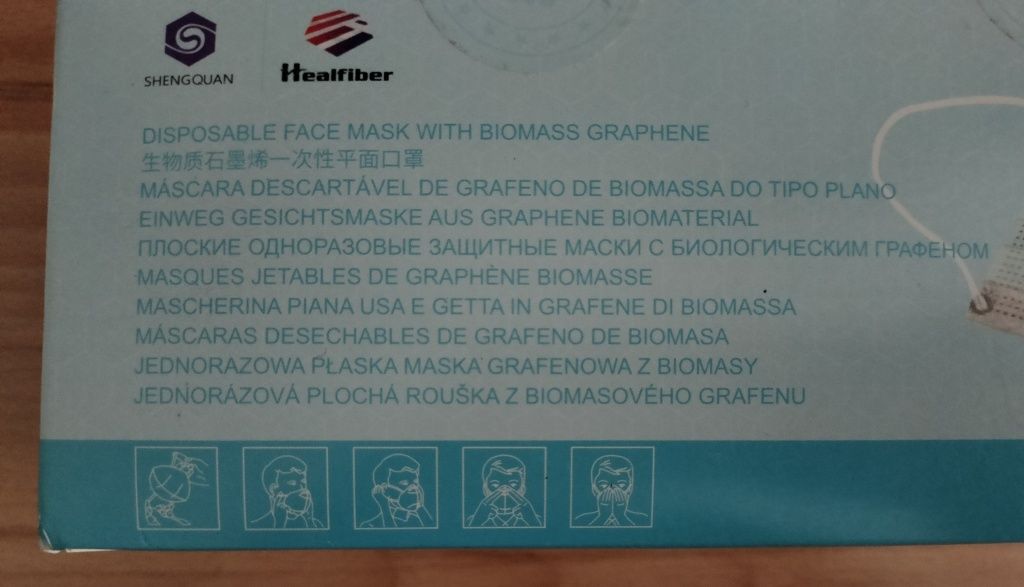 SHENGQUAN
Healfiber
DISPOSABLE FACE MASK WITH BIOMASS GRAPHENE
生物质石墨烯一次性平面口罩
MÁSCARA DESCARTÁVEL DE GRAFENO DE BIOMASSA DO TIPO PLANO
EINWEG GESICHTSMASKE AUS GRAPHENE BIOMATERIAL
ПЛОСКИЕ ОДНОРАЗОВЫЕ ЗАЩИТНЫЕ МАСКИ С БИОЛОГИЧЕСКИМ ГРАФЕНОМ
MASQUES JETABLES DE GRAPHÈNE BIOMASSE
MASCHERINA PIANA USA E GETTA IN GRAFENE DI BIOMASSA
MÁSCARAS DESECHABLES DE GRAFENO DE BIOMASA
JEDNORAZOWA PŁASKA MASKA GRAFENOWA Z BIOMASY
JEDNORÁZOVÁ PLOCHÁ ROUŠKA Z BIOMASOVÉHO GRAFENU